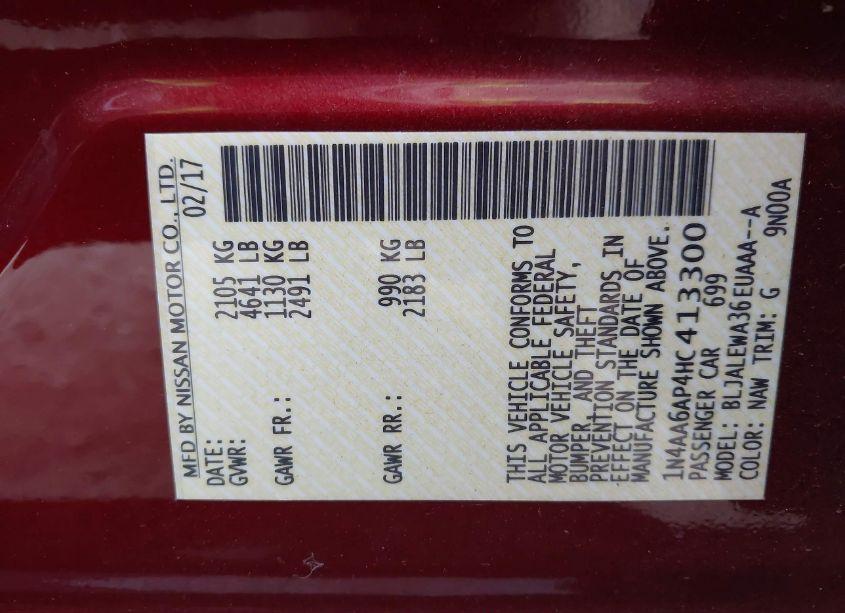 MFD BY NISSAN MOTOR CO., LTD.
DATE: 02/17
GVWR: 2105 KG
4641 LB
GAWR FR.: 1130 KG
2491 LB
GAWR RR.: 990 KG
2183 LB
THIS VEHICLE CONFORMS TO
ALL APPLICABLE FEDERAL
MOTOR VEHICLE SAFETY,
BUMPER, AND THEFT
PREVENTION STANDARDS IN
EFFECT ON THE DATE OF
MANUFACTURE SHOWN ABOVE.
1N4AA6AP4HC413300
PASSENGER CAR 699
MODEL: BLJALEWA36EUAAA--A
COLOR: NAW TRIM: G 9N00A